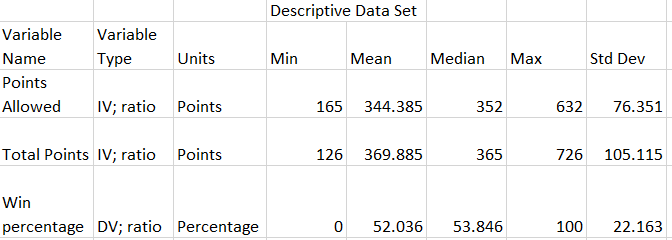 Descriptive Data Set
Variable Name Variable Type Units Min Mean Median Max Std Dev
Points Allowed IV; ratio Points 165 344.385 352 632 76.351
Total Points IV; ratio Points 126 369.885 365 726 105.115
Win percentage DV; ratio Percentage 0 52.036 53.846 100 22.163